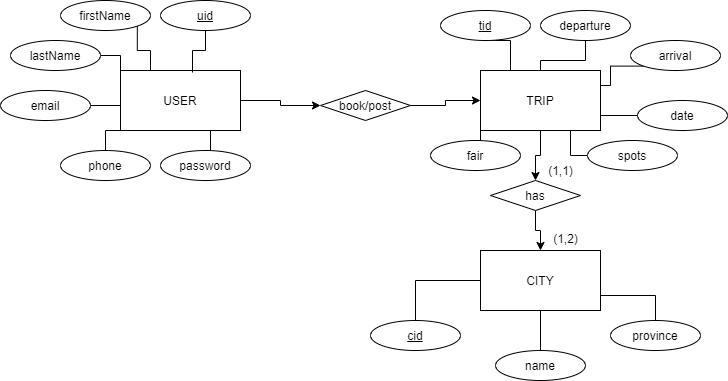 firstName
uid
tid
departure
lastName
arrival
USER
TRIP
email
book/post
date
phone
password
fair
spots
(1,1)
has
(1,2)
CITY
cid
province
name